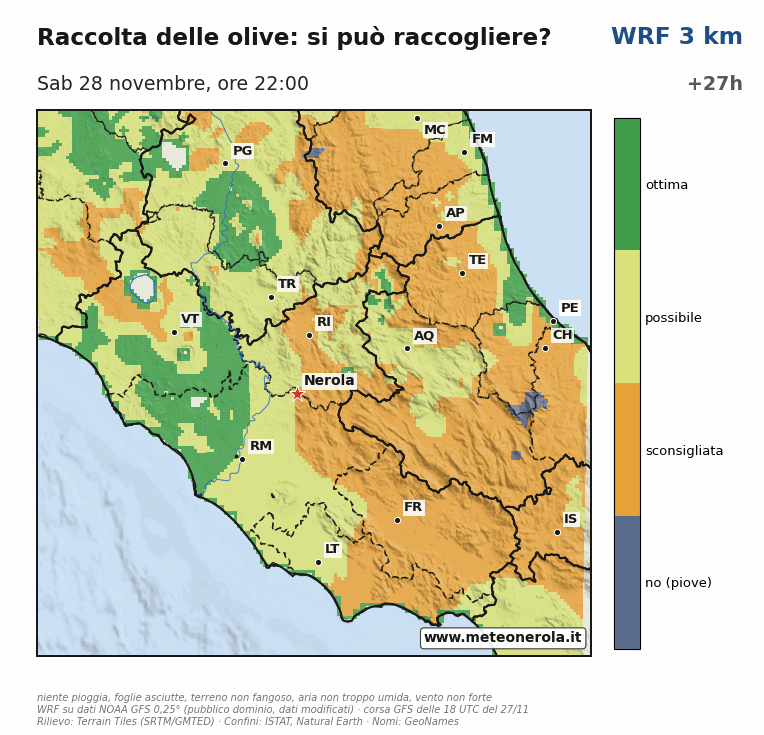 Raccolta delle olive: si può raccogliere?
WRF 3 km
Sab 28 novembre, ore 22:00
+27h
MC
FM
PG
AP
TE
TR
PE
VT
RI
CH
AQ
Nerola
RM
FR
IS
LT
www.meteonerola.it
ottima
possibile
sconsigliata
no (piove)
niente pioggia, foglie asciutte, terreno non fangoso, aria non troppo umida, vento non forte
WRF su dati NOAA GFS 0,25° (pubblico dominio, dati modificati) · corsa GFS delle 18 UTC del 27/11
Rilievo: Terrain Tiles (SRTM/GMTED) · Confini: ISTAT, Natural Earth · Nomi: GeoNames